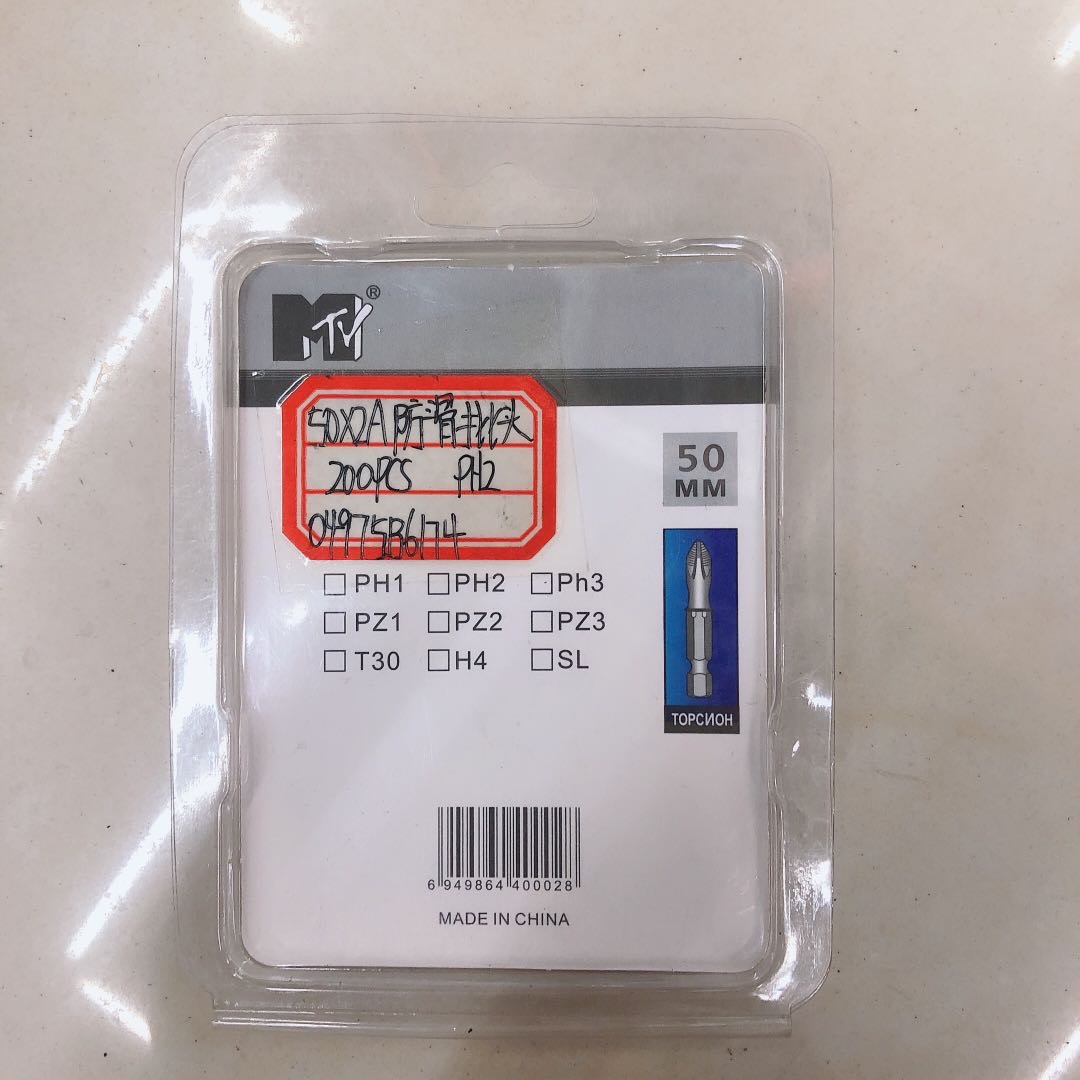 MTV®
50X2A防滑批头
200PCS PH2
04975B6174
50
MM
PH1 PH2 Ph3
PZ1 PZ2 PZ3
T30 H4 SL
ТОРСИОН
6 949864 400028
MADE IN CHINA